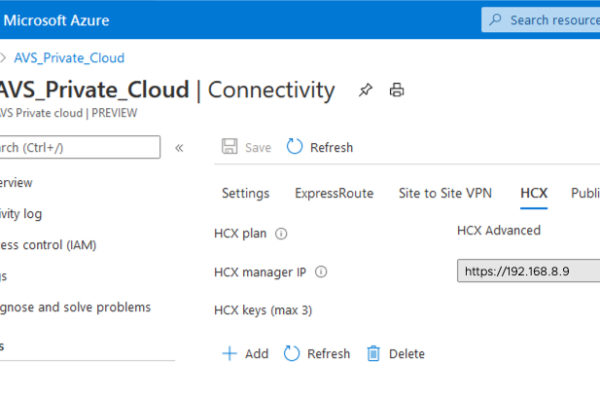 Microsoft Azure
Search resource
> AVS_Private_Cloud
AVS_Private_Cloud | Connectivity
AVS Private cloud | PREVIEW
arch (Ctrl+/)
«
Save
Refresh
erview
Settings
ExpressRoute
Site to Site VPN
HCX
Publi
ivity log
HCX plan
HCX Advanced
ess control (IAM)
HCX manager IP
https://192.168.8.9
gs
gnose and solve problems
HCX keys (max 3)
s
Add
Refresh
Delete